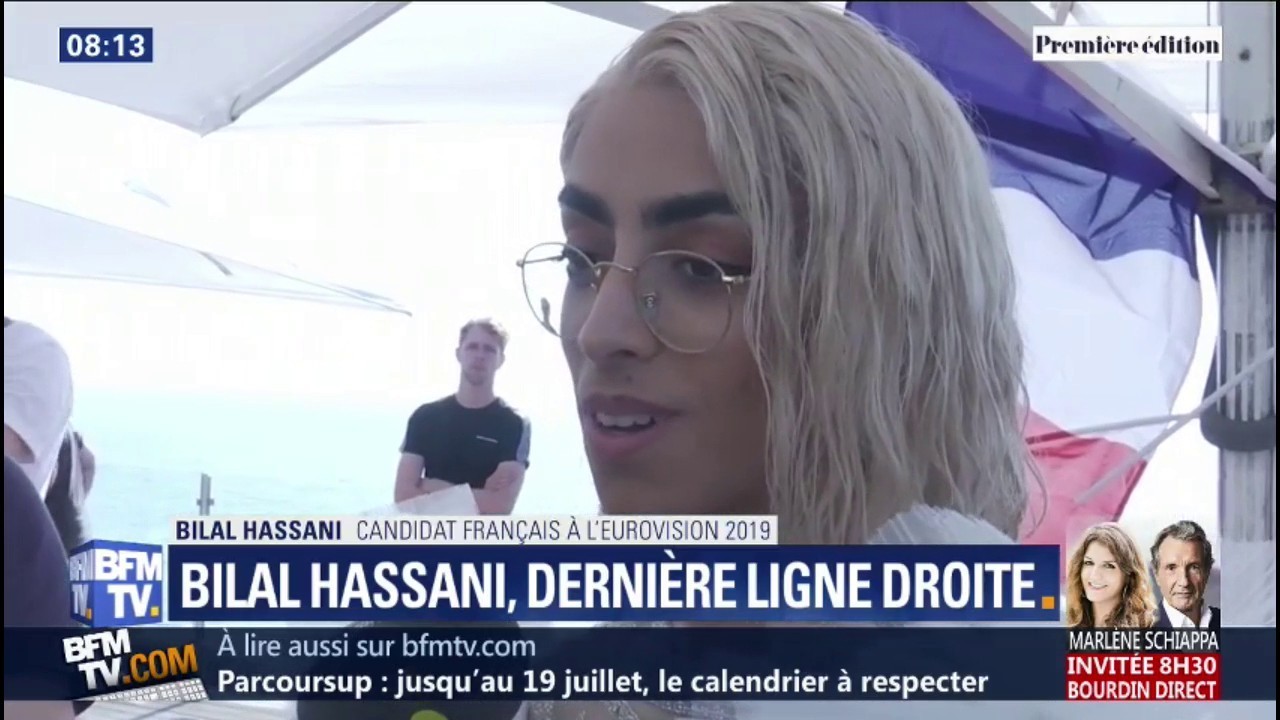 08:13
Première édition
BILAL HASSANI CANDIDAT FRANÇAIS À L'EUROVISION 2019
BFM
TV.
BILAL HASSANI, DERNIÈRE LIGNE DROITE.
BFM
TV.COM
À lire aussi sur bfmtv.com
Parcoursup : jusqu'au 19 juillet, le calendrier à respecter
MARLÈNE SCHIAPPA
INVITÉE 8H30
BOURDIN DIRECT